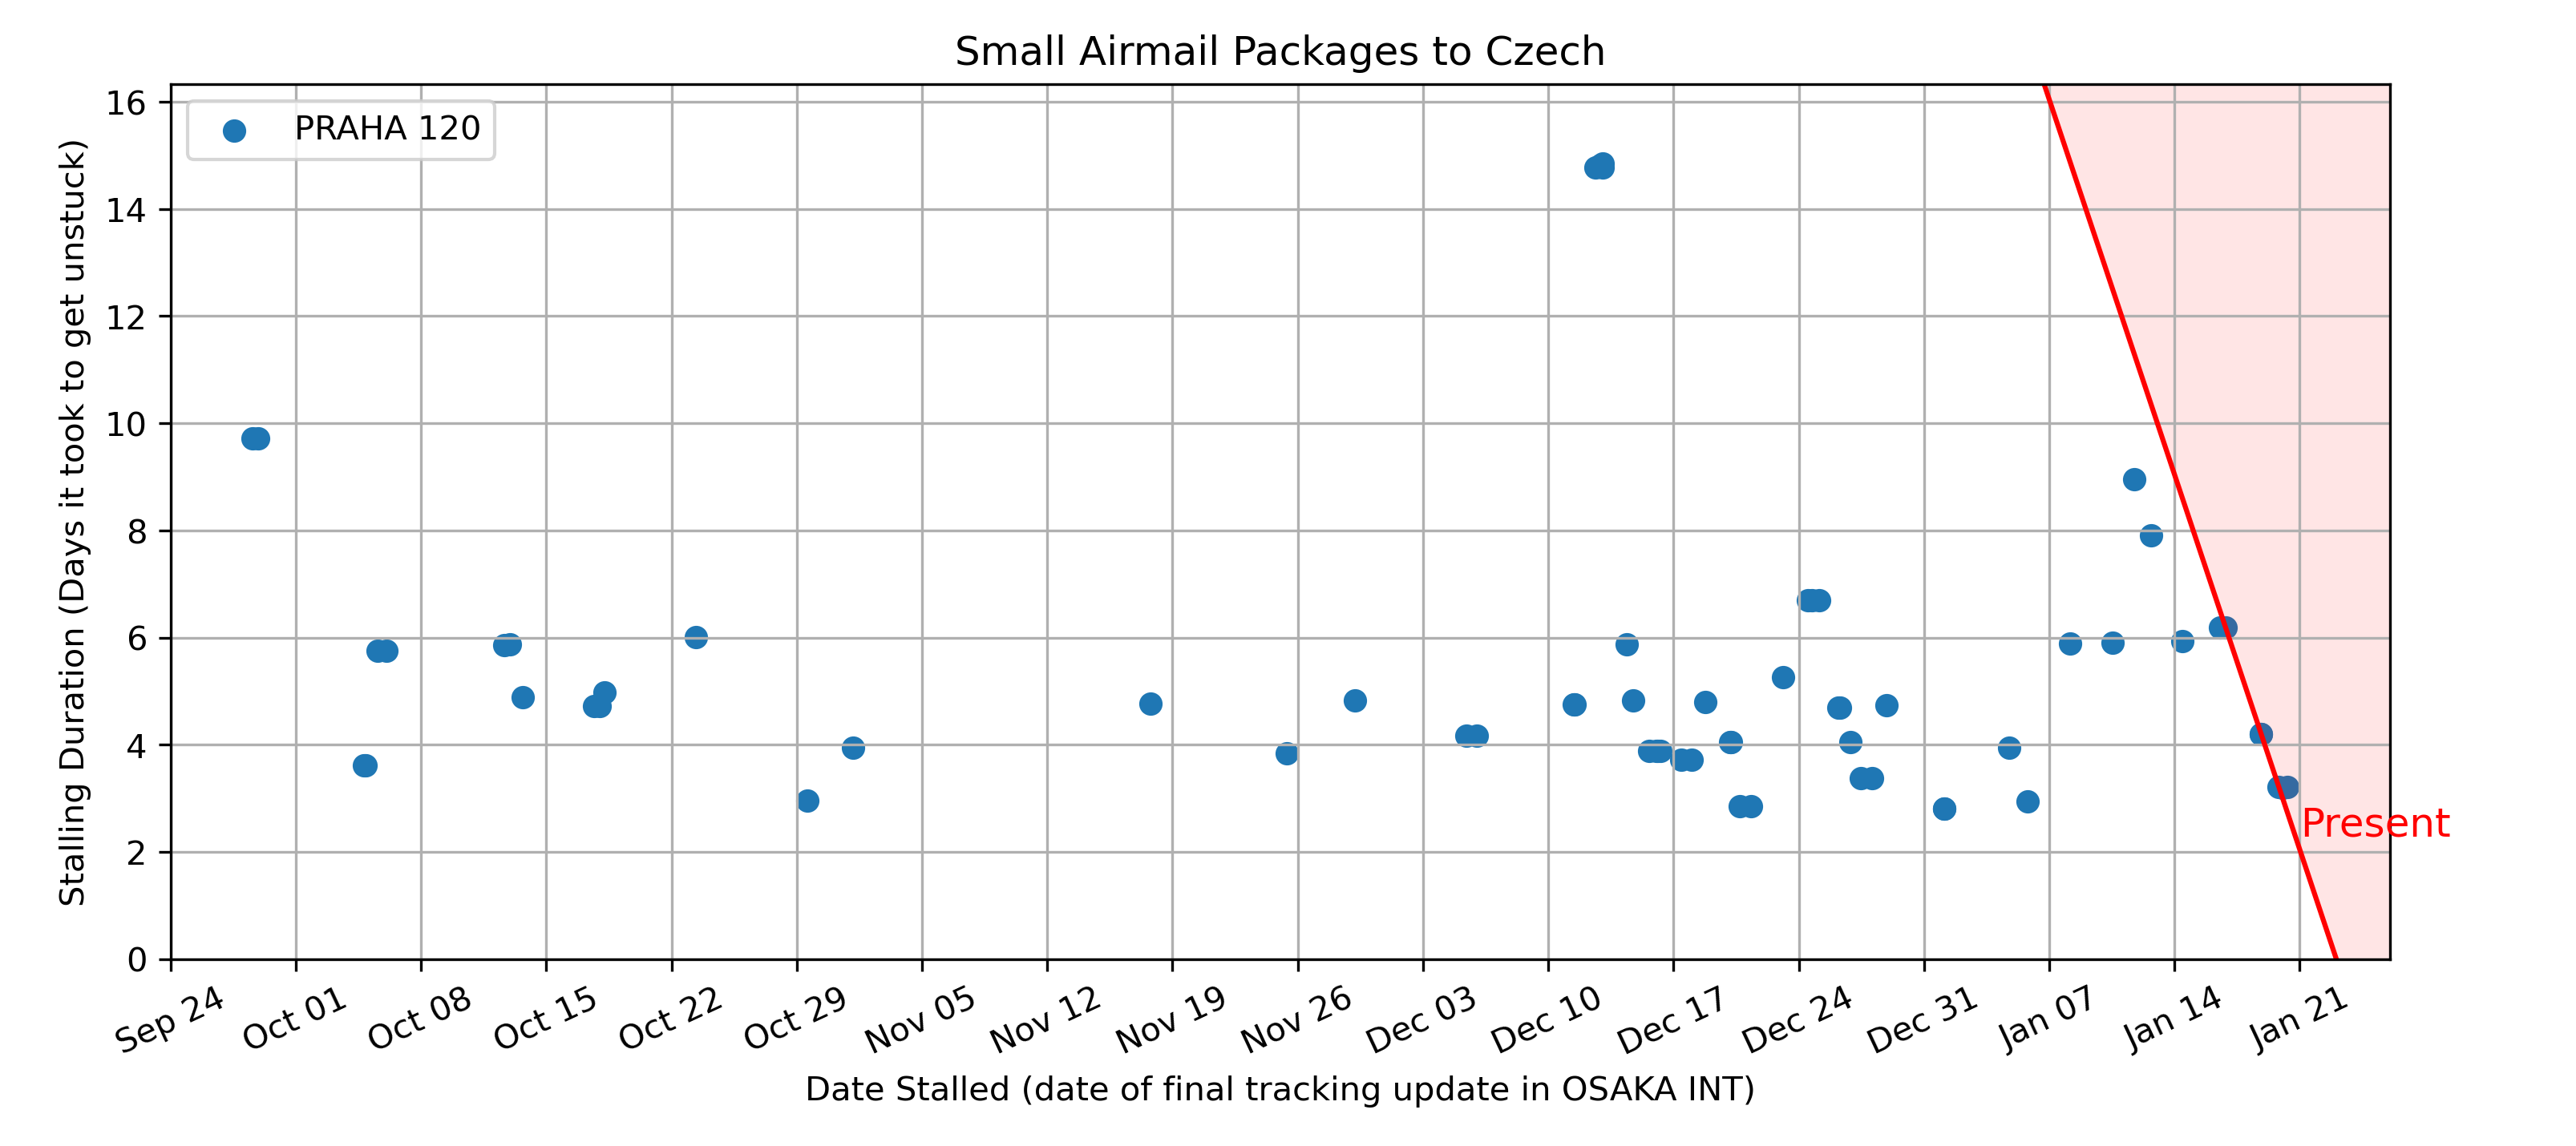 Small Airmail Packages to Czech
PRAHA 120
Stalling Duration (Days it took to get unstuck)
16
14
12
10
8
6
4
2
0
Present
Sep 24
Oct 01
Oct 08
Oct 15
Oct 22
Oct 29
Nov 05
Nov 12
Nov 19
Nov 26
Dec 03
Dec 10
Dec 17
Dec 24
Dec 31
Jan 07
Jan 14
Jan 21
Date Stalled (date of final tracking update in OSAKA INT)